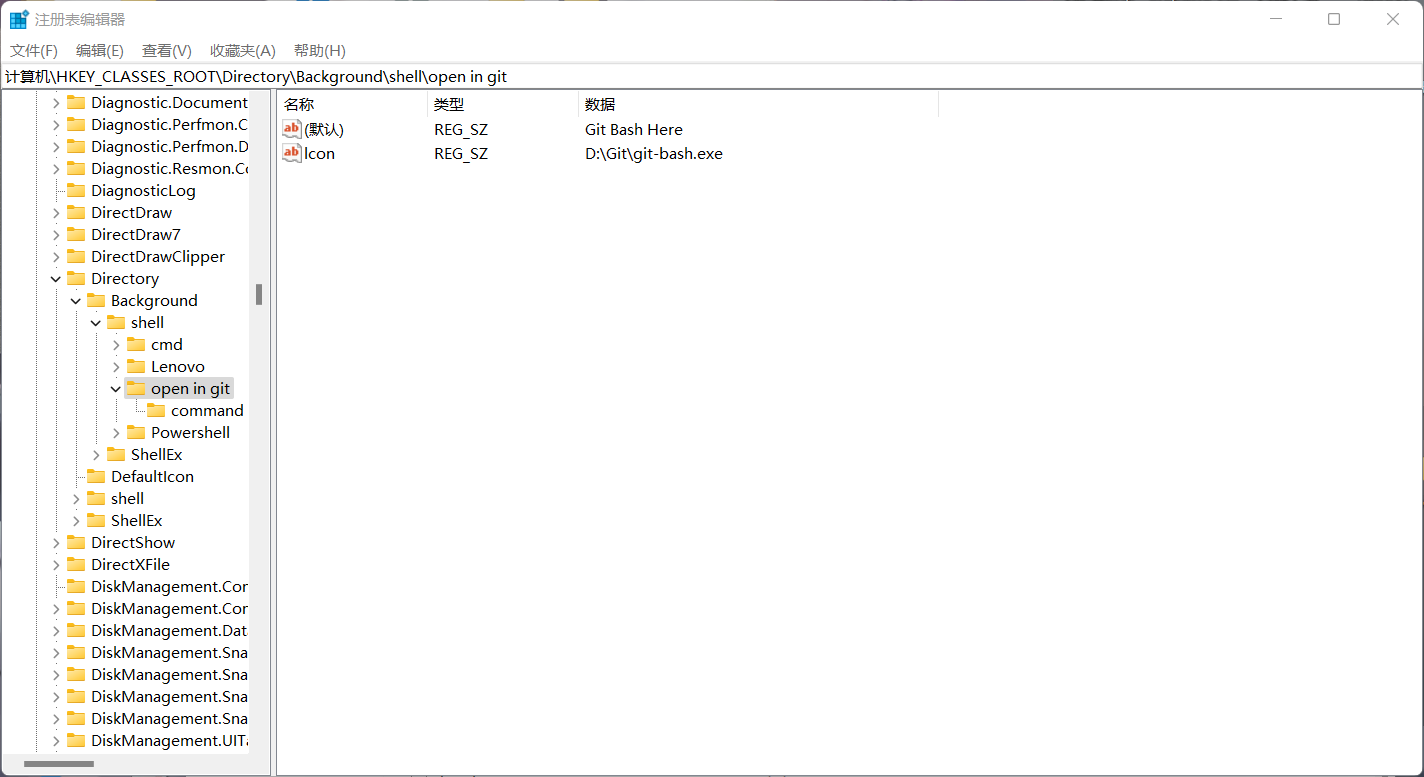 注册表编辑器
文件(F) 编辑(E) 查看(V) 收藏夹(A) 帮助(H)
计算机\HKEY_CLASSES_ROOT\Directory\Background\shell\open in git
Diagnostic.Document
Diagnostic.Perfmon.C
Diagnostic.Perfmon.D
Diagnostic.Resmon.Co
DiagnosticLog
DirectDraw
DirectDraw7
DirectDrawClipper
Directory
Background
shell
cmd
Lenovo
open in git
command
Powershell
ShellEx
DefaultIcon
shell
ShellEx
DirectShow
DirectXFile
DiskManagement.Cor
DiskManagement.Cor
DiskManagement.Dat
DiskManagement.Sna
DiskManagement.Sna
DiskManagement.Sna
DiskManagement.Sna
DiskManagement.UITa
名称 类型 数据
ab (默认) REG_SZ Git Bash Here
ab Icon REG_SZ D:\Git\git-bash.exe